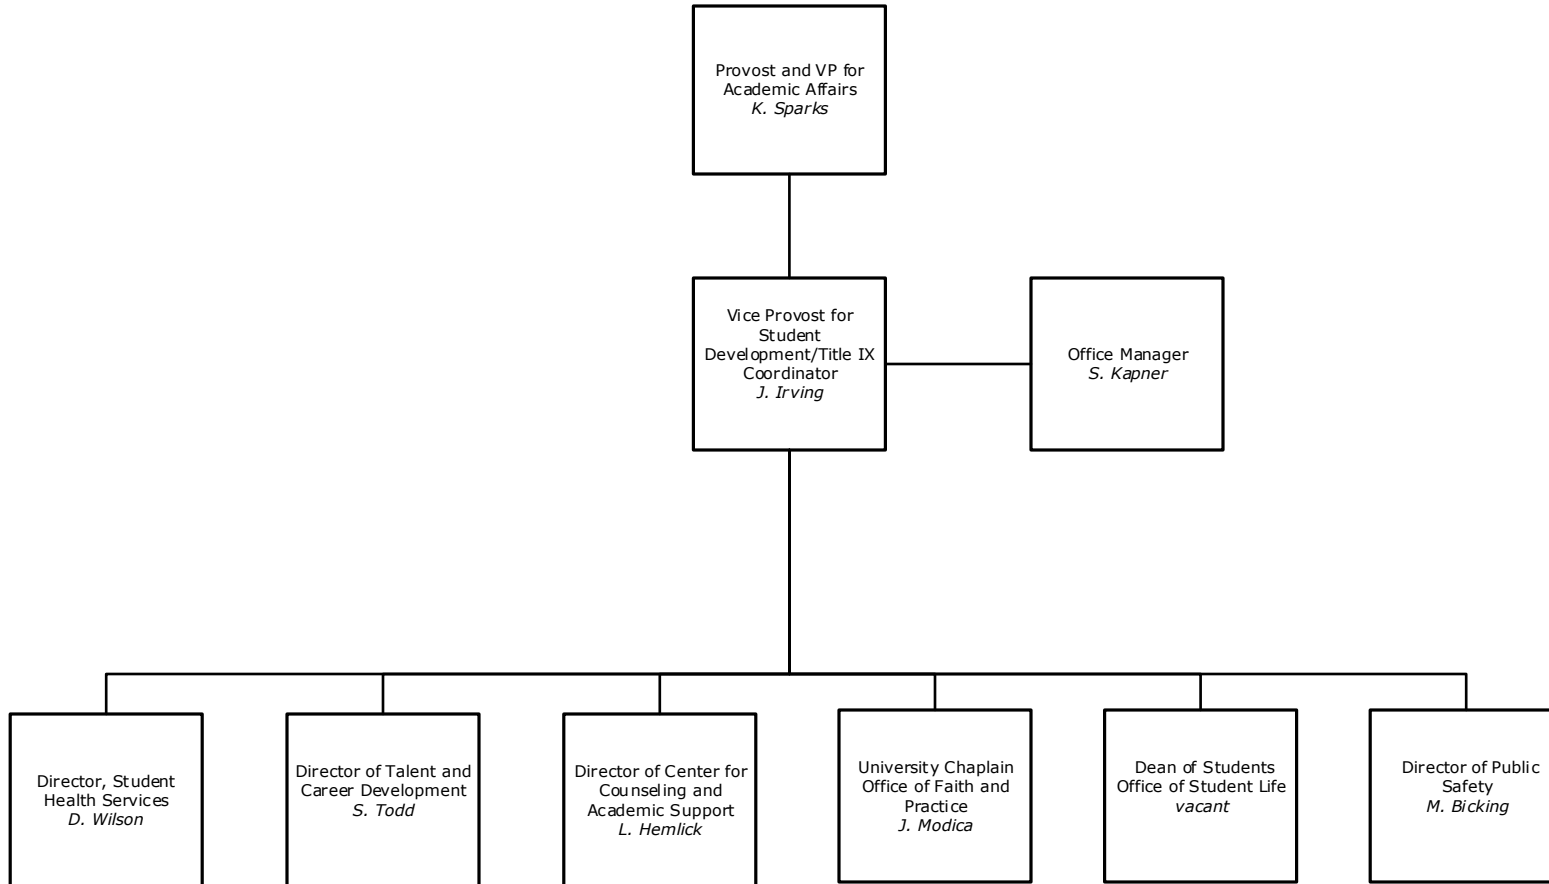 Provost and VP for
Academic Affairs
K. Sparks
Vice Provost for
Student
Development/Title IX
Coordinator
J. Irving
Office Manager
S. Kapner
Director, Student
Health Services
D. Wilson
Director of Talent and
Career Development
S. Todd
Director of Center for
Counseling and
Academic Support
L. Hemlick
University Chaplain
Office of Faith and
Practice
J. Modica
Dean of Students
Office of Student Life
vacant
Director of Public
Safety
M. Bicking